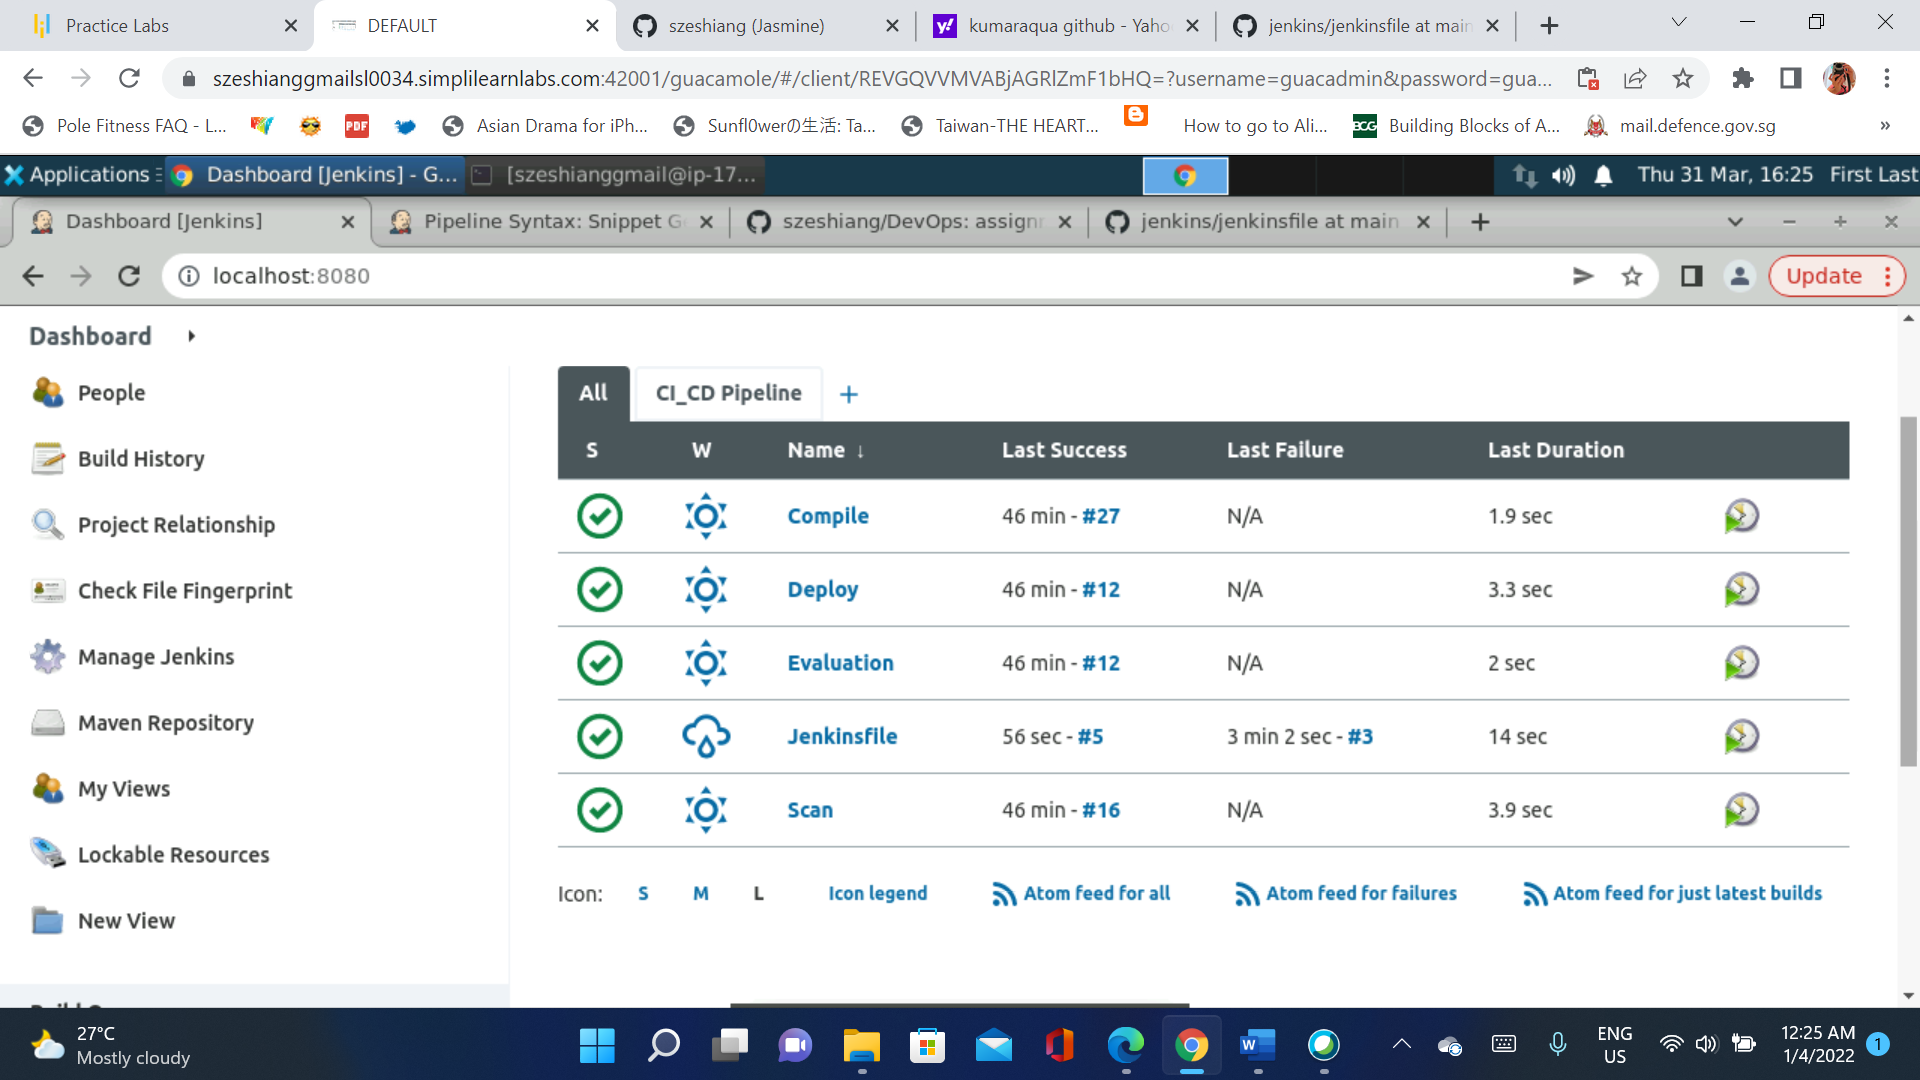 Practice Labs
DEFAULT
szeshiang (Jasmine)
kumaraqua github - Yaho
jenkins/jenkinsfile at main
szeshianggmailsl0034.simplilearnlabs.com:42001/guacamole/#/client/REVGQVVMVABjAGRlZmF1bHQ=?username=guacadmin&password=gua...
Pole Fitness FAQ - L...
PDF
Asian Drama for iPh...
Sunfl0werの生活: Ta...
Taiwan-THE HEART...
How to go to Ali...
BCG
Building Blocks of A...
mail.defence.gov.sg
»
Applications
Dashboard [Jenkins] - G...
[szeshianggmail@ip-17...
Thu 31 Mar, 16:25
First Last
Dashboard [Jenkins]
Pipeline Syntax: Snippet Ge
szeshiang/DevOps: assignm
jenkins/jenkinsfile at main
localhost:8080
Update
Dashboard
People
Build History
Project Relationship
Check File Fingerprint
Manage Jenkins
Maven Repository
My Views
Lockable Resources
New View
All
CI_CD Pipeline
+
S W Name ↓ Last Success Last Failure Last Duration
Compile 46 min - #27 N/A 1.9 sec
Deploy 46 min - #12 N/A 3.3 sec
Evaluation 46 min - #12 N/A 2 sec
Jenkinsfile 56 sec - #5 3 min 2 sec - #3 14 sec
Scan 46 min - #16 N/A 3.9 sec
Icon: S M L
Icon legend
Atom feed for all
Atom feed for failures
Atom feed for just latest builds
27°C
Mostly cloudy
ENG
US
12:25 AM
1/4/2022
1